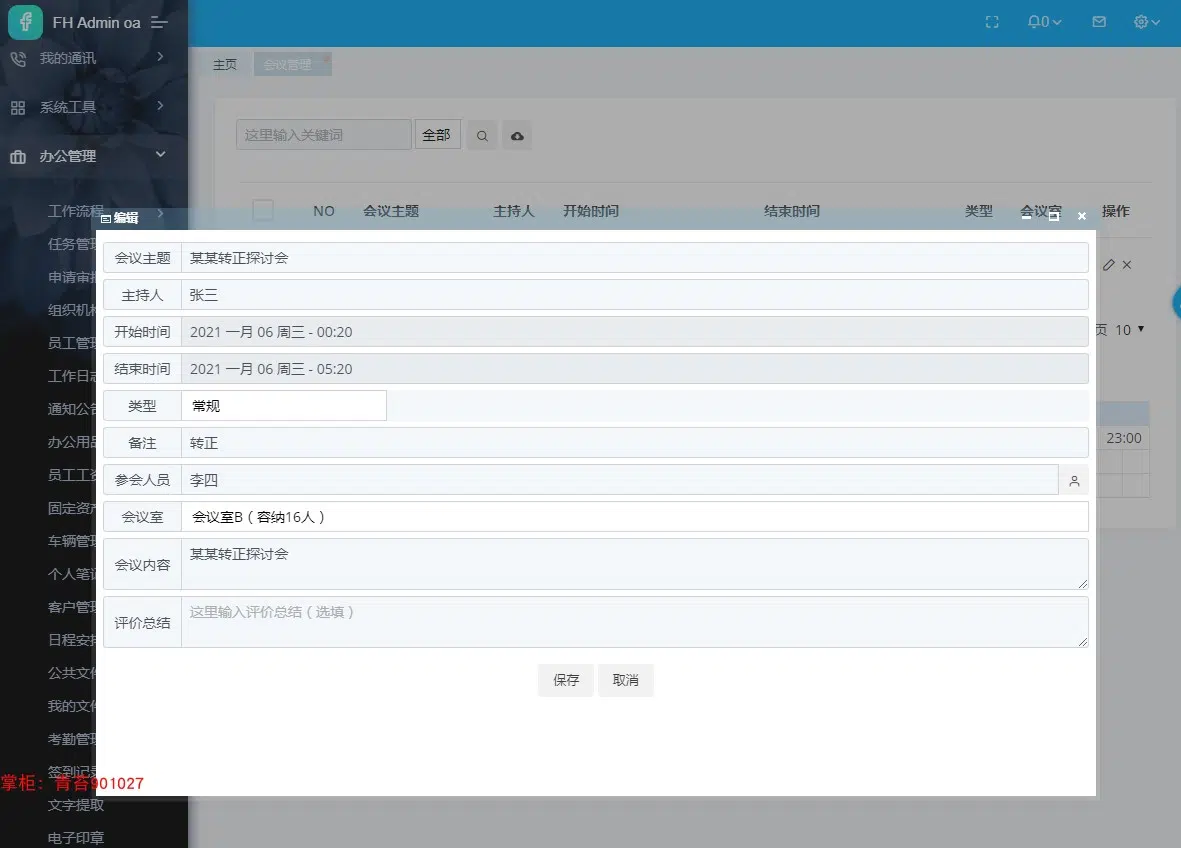 FH Admin oa
0
我的通讯
系统工具
办公管理
工作流程
任务管理
申请审批
组织机构
员工管理
工作日志
通知公告
办公用品
员工工资
固定资产
车辆管理
个人笔记
客户管理
日程安排
公共文件
我的文件
考勤管理
签到记录
文字提取
电子印章
主页
会议管理
这里输入关键词
全部
NO
会议主题
主持人
开始时间
结束时间
类型
会议室
操作
页
10
23:00
编辑
会议主题
某某转正探讨会
主持人
张三
开始时间
2021 一月 06 周三 - 00:20
结束时间
2021 一月 06 周三 - 05:20
类型
常规
备注
转正
参会人员
李四
会议室
会议室B（容纳16人）
会议内容
某某转正探讨会
评价总结
这里输入评价总结（选填）
保存
取消
掌柜：青苔901027